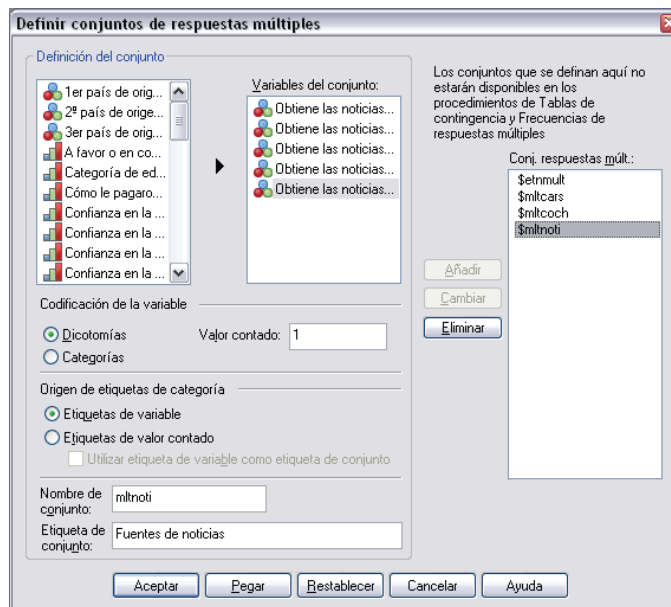 Definir conjuntos de respuestas múltiples
Definición del conjunto
1er país de orig...
2º país de orige...
3er país de orig...
A favor o en co...
Categoría de ed...
Cómo le pagaro...
Confianza en la ...
Confianza en la ...
Confianza en la ...
Confianza en la ...
Variables del conjunto:
Obtiene las noticias...
Obtiene las noticias...
Obtiene las noticias...
Obtiene las noticias...
Obtiene las noticias...
Codificación de la variable
Dicotomías
Valor contado:
1
Categorías
Origen de etiquetas de categoría
Etiquetas de variable
Etiquetas de valor contado
Utilizar etiqueta de variable como etiqueta de conjunto
Nombre de
conjunto:
mltnoti
Etiqueta de
conjunto:
Fuentes de noticias
Los conjuntos que se definan aquí no
estarán disponibles en los
procedimientos de Tablas de
contingencia y Frecuencias de
respuestas múltiples
Conj. respuestas múlt.:
$etnmult
$mltcars
$mltcoch
$mltnoti
Añadir
Cambiar
Eliminar
Aceptar
Pegar
Restablecer
Cancelar
Ayuda